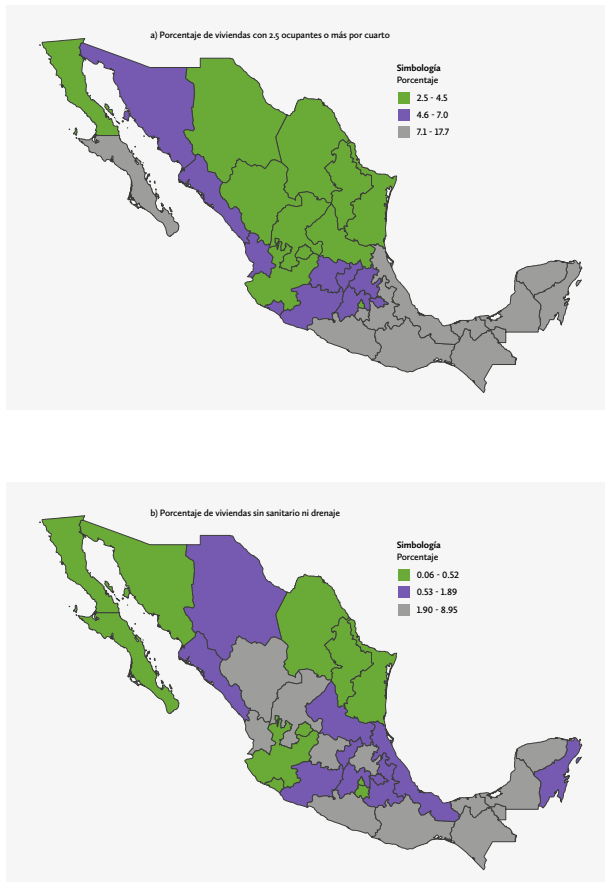 a) Porcentaje de viviendas con 2.5 ocupantes o más por cuarto
Simbología
Porcentaje
2.5 - 4.5
4.6 - 7.0
7.1 - 17.7
b) Porcentaje de viviendas sin sanitario ni drenaje
Simbología
Porcentaje
0.06 - 0.52
0.53 - 1.89
1.90 - 8.95